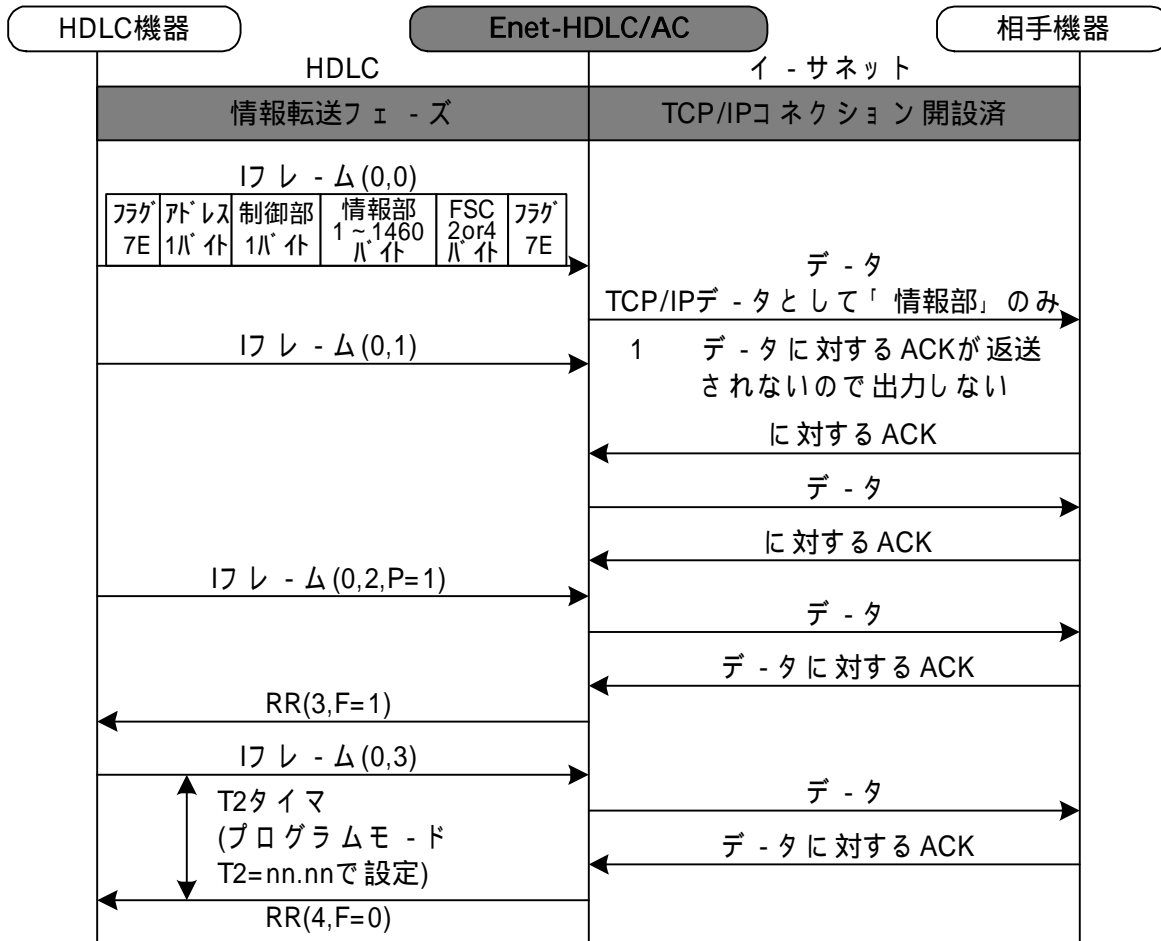 HDLC機器
Enet-HDLC/AC
相手機器
HDLC
イ-サネット
情報転送フェ-ズ
TCP/IPコネクション開設済
Iフレ-ム(0,0)
フラグ 7E
アドレス 1バイト
制御部 1バイト
情報部 1~1460 バイト
FSC 2or4 バイト
フラグ 7E
デ-タ
TCP/IPデ-タとして「情報部」のみ
Iフレ-ム(0,1)
1 デ-タに対するACKが返送
されないので出力しない
に対するACK
デ-タ
に対するACK
Iフレ-ム(0,2,P=1)
デ-タ
デ-タに対するACK
RR(3,F=1)
Iフレ-ム(0,3)
T2タイマ
(プログラムモ-ド
T2=nn.nnで設定)
デ-タ
デ-タに対するACK
RR(4,F=0)